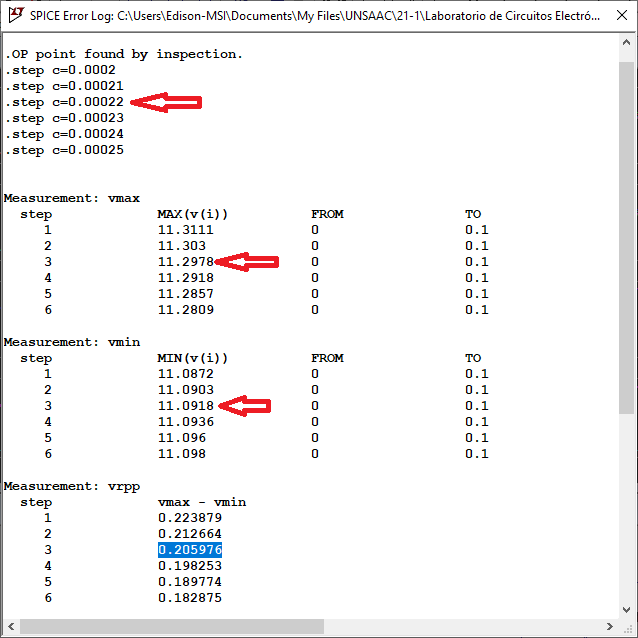 SPICE Error Log: C:\Users\Edison-MSI\Documents\My Files\UNSAAC\21-1\Laboratorio de Circuitos Electró...
.OP point found by inspection.
.step c=0.0002
.step c=0.00021
.step c=0.00022
.step c=0.00023
.step c=0.00024
.step c=0.00025
Measurement: vmax
step MAX(v(i)) FROM TO
1 11.3111 0 0.1
2 11.303 0 0.1
3 11.2978 0 0.1
4 11.2918 0 0.1
5 11.2857 0 0.1
6 11.2809 0 0.1
Measurement: vmin
step MIN(v(i)) FROM TO
1 11.0872 0 0.1
2 11.0903 0 0.1
3 11.0918 0 0.1
4 11.0936 0 0.1
5 11.096 0 0.1
6 11.098 0 0.1
Measurement: vrpp
step vmax - vmin
1 0.223879
2 0.212664
3 0.205976
4 0.198253
5 0.189774
6 0.182875